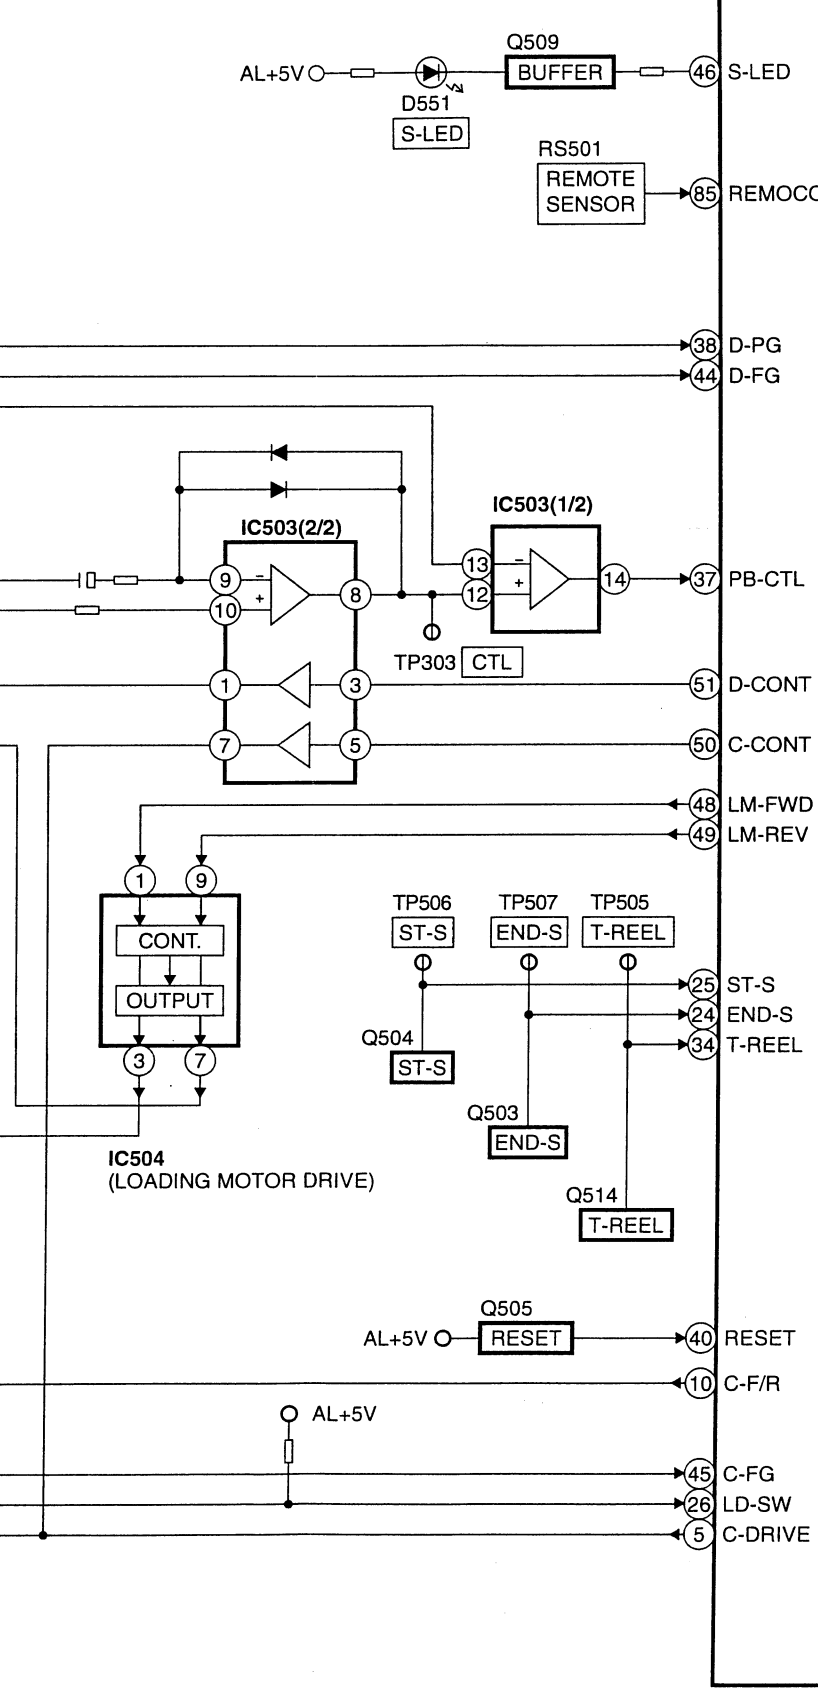 Q509
AL+5V
BUFFER
46 S-LED
D551
S-LED
RS501
REMOTE
SENSOR
85
38 D-PG
44 D-FG
IC503(1/2)
IC503(2/2)
13 −
12 +
14
37 PB-CTL
9 −
10 +
8
TP303 CTL
1
3
51 D-CONT
7
5
50 C-CONT
48 LM-FWD
49 LM-REV
1
9
CONT.
OUTPUT
3
7
IC504
(LOADING MOTOR DRIVE)
TP506
ST-S
TP507
END-S
TP505
T-REEL
25 ST-S
24 END-S
34 T-REEL
Q504
ST-S
Q503
END-S
Q514
T-REEL
Q505
AL+5V
RESET
40 RESET
10 C-F/R
AL+5V
45 C-FG
26 LD-SW
5 C-DRIVE